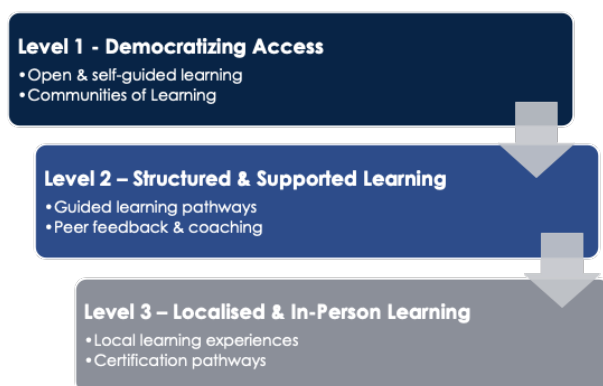 Level 1 - Democratizing Access
•Open & self-guided learning
•Communities of Learning
Level 2 – Structured & Supported Learning
•Guided learning pathways
•Peer feedback & coaching
Level 3 – Localised & In-Person Learning
•Local learning experiences
•Certification pathways